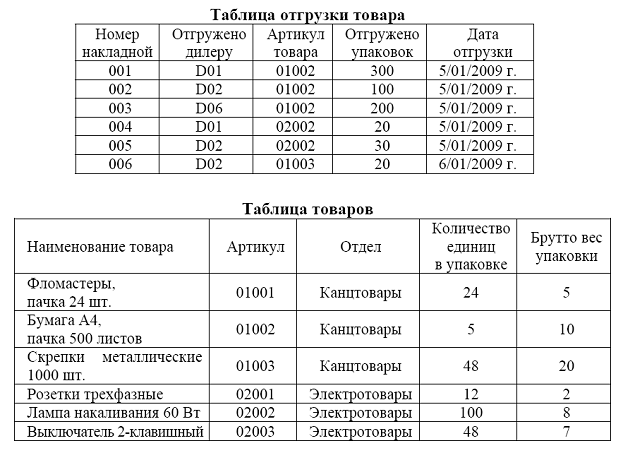 Таблица отгрузки товара
Номер накладной Отгружено дилеру Артикул товара Отгружено упаковок Дата отгрузки
001 D01 01002 300 5/01/2009 г.
002 D02 01002 100 5/01/2009 г.
003 D06 01002 200 5/01/2009 г.
004 D01 02002 20 5/01/2009 г.
005 D02 02002 30 5/01/2009 г.
006 D02 01003 20 6/01/2009 г.
Таблица товаров
Наименование товара Артикул Отдел Количество единиц в упаковке Брутто вес упаковки
Фломастеры, пачка 24 шт. 01001 Канцтовары 24 5
Бумага А4, пачка 500 листов 01002 Канцтовары 5 10
Скрепки металлические 1000 шт. 01003 Канцтовары 48 20
Розетки трехфазные 02001 Электротовары 12 2
Лампа накаливания 60 Вт 02002 Электротовары 100 8
Выключатель 2-клавишный 02003 Электротовары 48 7